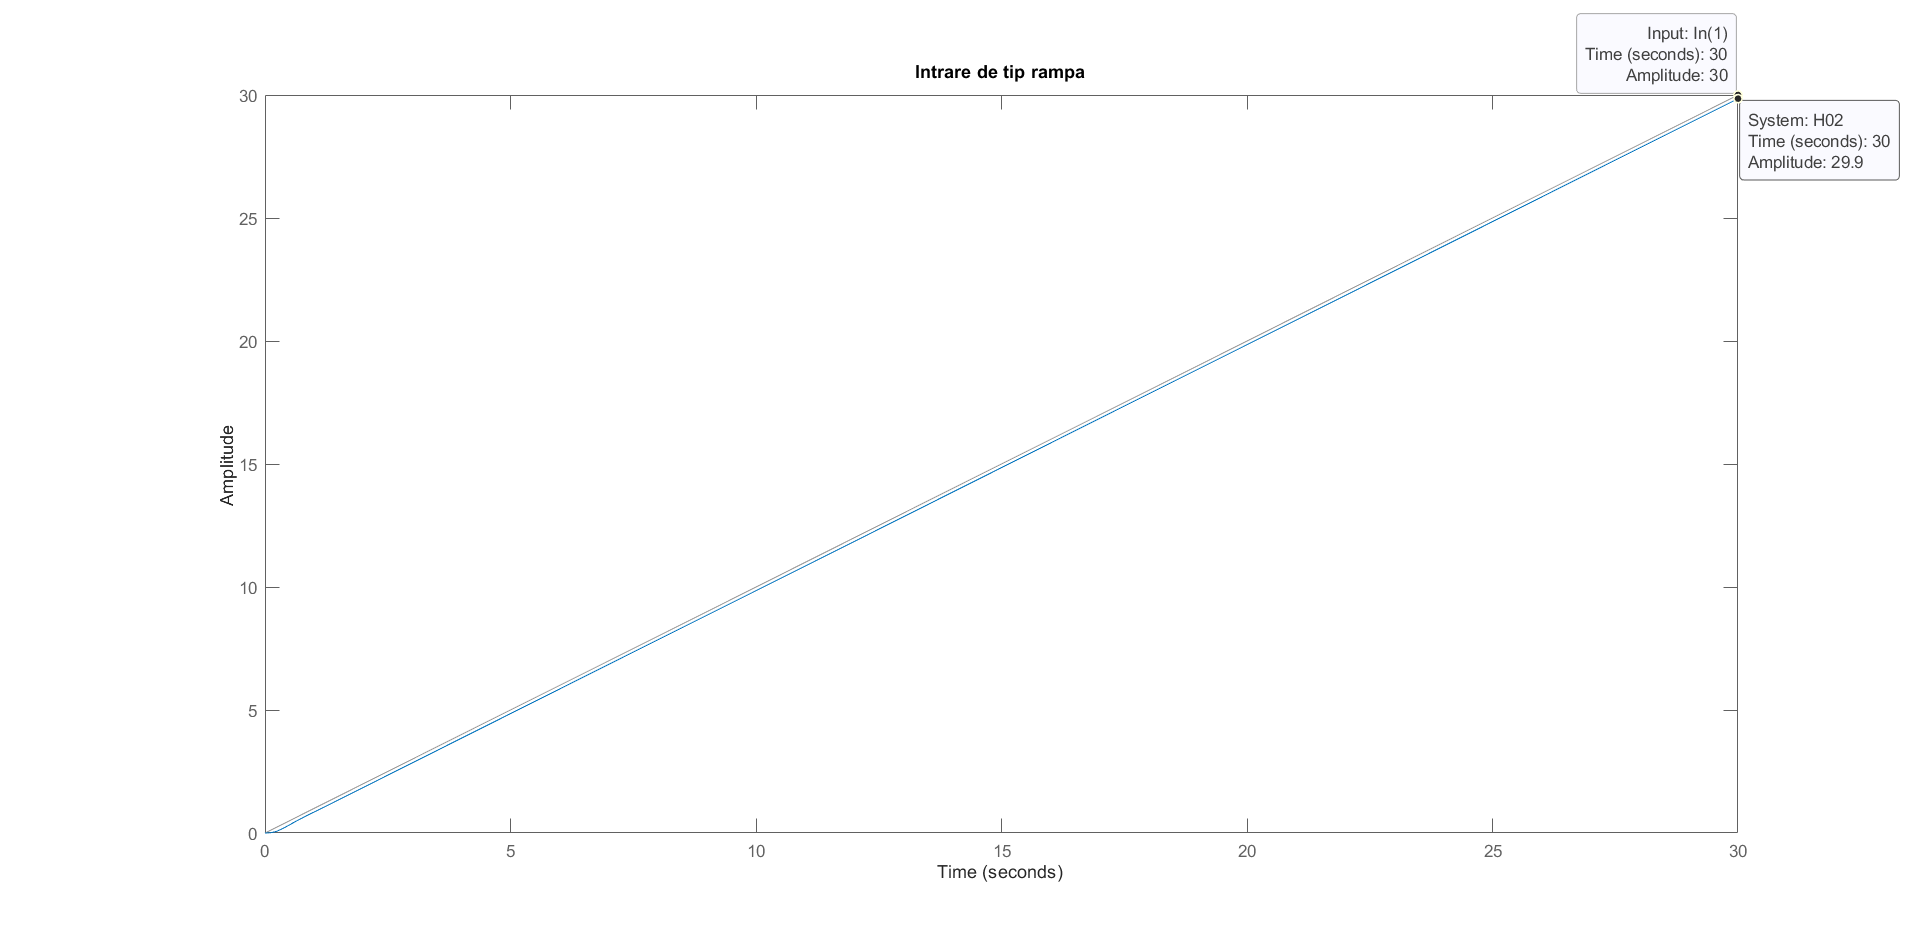 Input: In(1)
Time (seconds): 30
Amplitude: 30
Intrare de tip rampa
System: H02
Time (seconds): 30
Amplitude: 29.9
30
25
20
15
10
5
0
Amplitude
0 5 10 15 20 25 30
Time (seconds)